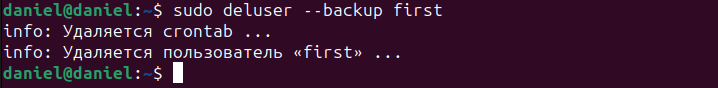 daniel@daniel:~$ sudo deluser --backup first
info: Удаляется crontab ...
info: Удаляется пользователь «first» ...
daniel@daniel:~$